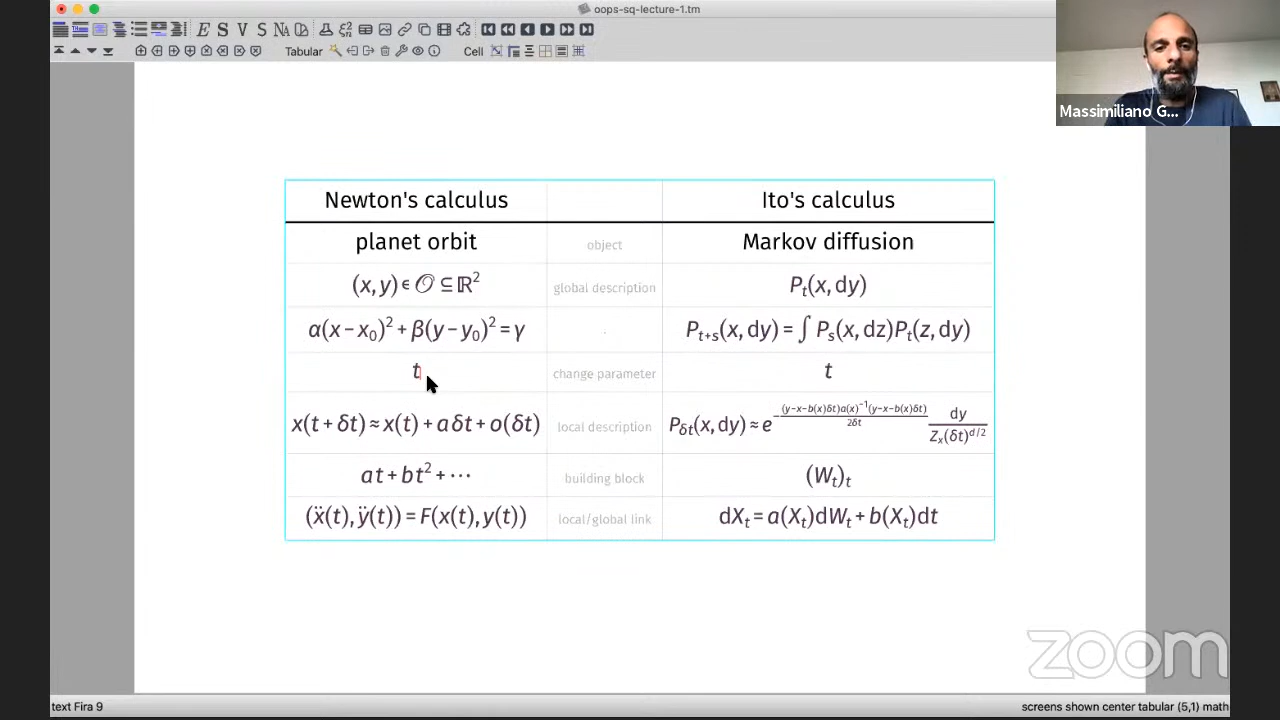 oops-sq-lecture-1.tm
Tabular Cell
Massimiliano G...
Newton's calculus Ito's calculus
planet orbit object Markov diffusion
(x, y) ∈ 𝒪 ⊆ ℝ² global description P_t(x, dy)
α(x − x₀)² + β(y − y₀)² = γ . P_{t+s}(x, dy) = ∫ P_s(x, dz)P_t(z, dy)
t change parameter t
x(t + δt) ≈ x(t) + aδt + o(δt) local description P_{δt}(x, dy) ≈ e^{−\frac{(y−x−b(x)δt)a(x)^{−1}(y−x−b(x)δt)}{2δt}} \frac{dy}{Z_x(δt)^{d/2}}
at + bt² + ⋯ building block (W_t)_t
(ẍ(t), ÿ(t)) = F(x(t), y(t)) local/global link dX_t = a(X_t)dW_t + b(X_t)dt
zoom
text Fira 9 screens shown center tabular (5,1) math